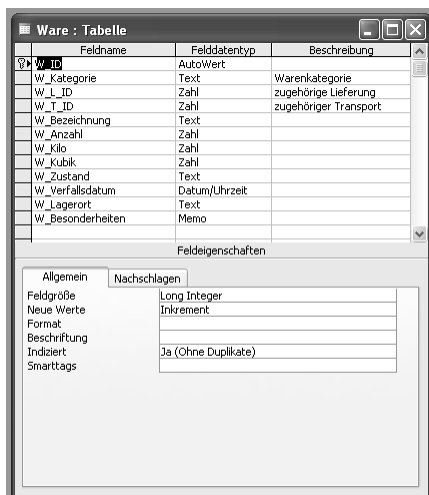 Ware : Tabelle
Feldname Felddatentyp Beschreibung
W_ID AutoWert
W_Kategorie Text Warenkategorie
W_L_ID Zahl zugehörige Lieferung
W_T_ID Zahl zugehöriger Transport
W_Bezeichnung Text
W_Anzahl Zahl
W_Kilo Zahl
W_Kubik Zahl
W_Zustand Text
W_Verfallsdatum Datum/Uhrzeit
W_Lagerort Text
W_Besonderheiten Memo
Feldeigenschaften
Allgemein Nachschlagen
Feldgröße Long Integer
Neue Werte Inkrement
Format
Beschriftung
Indiziert Ja (Ohne Duplikate)
Smarttags